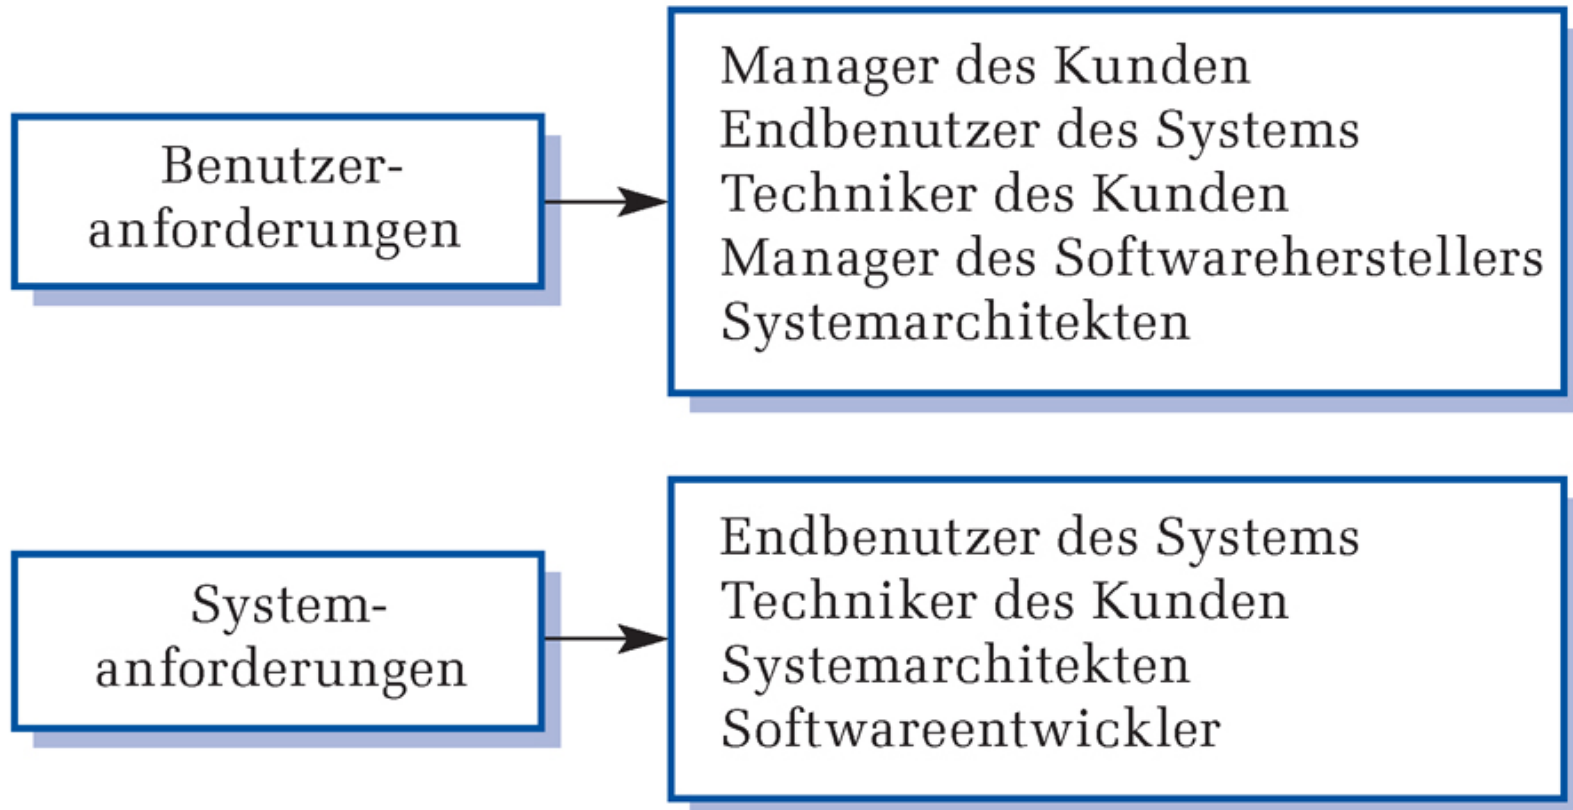 Benutzer-
anforderungen
Manager des Kunden
Endbenutzer des Systems
Techniker des Kunden
Manager des Softwareherstellers
Systemarchitekten
System-
anforderungen
Endbenutzer des Systems
Techniker des Kunden
Systemarchitekten
Softwareentwickler